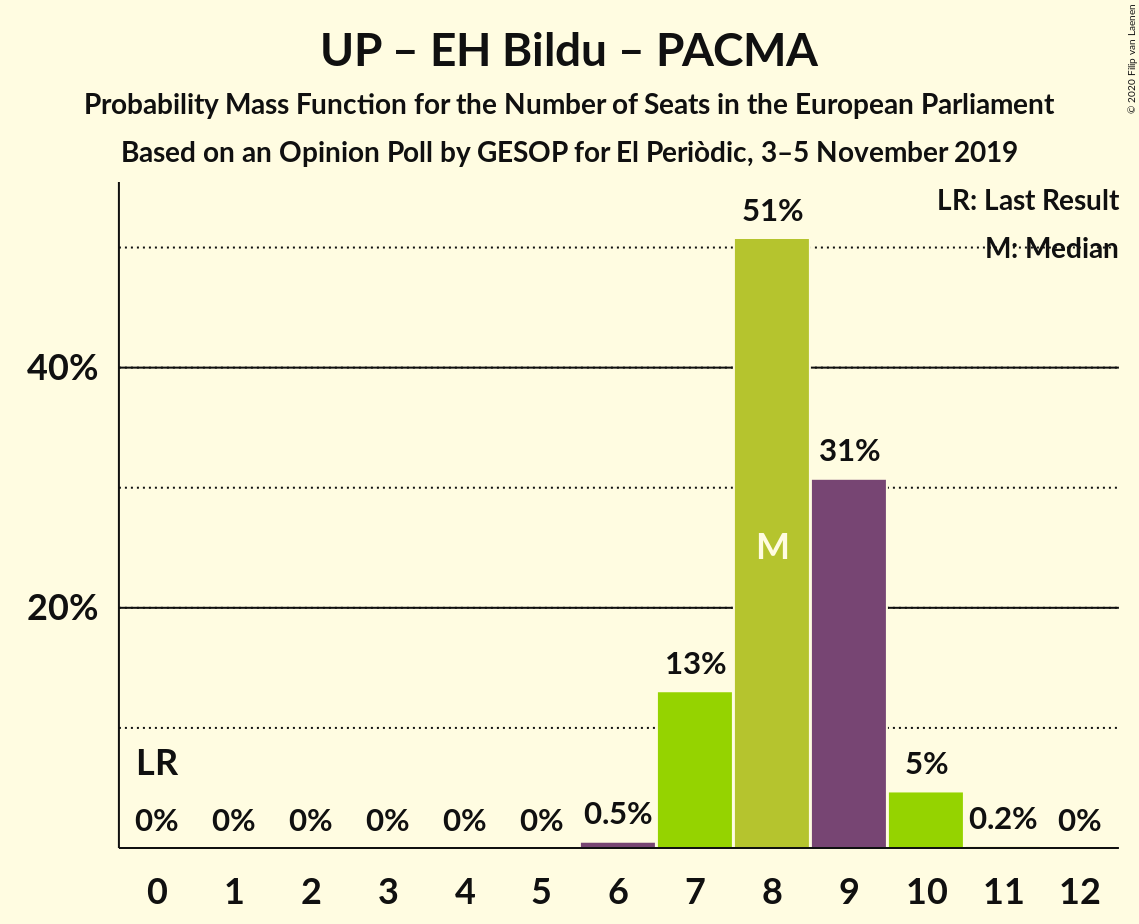 UP – EH Bildu – PACMA
Probability Mass Function for the Number of Seats in the European Parliament
Based on an Opinion Poll by GESOP for El Periòdic, 3–5 November 2019
© 2020 Filip van Laenen
LR: Last Result
M: Median
51%
40%
31%
M
20%
13%
LR
5%
0% 0% 0% 0% 0% 0% 0.5% 0.2% 0%
0 1 2 3 4 5 6 7 8 9 10 11 12